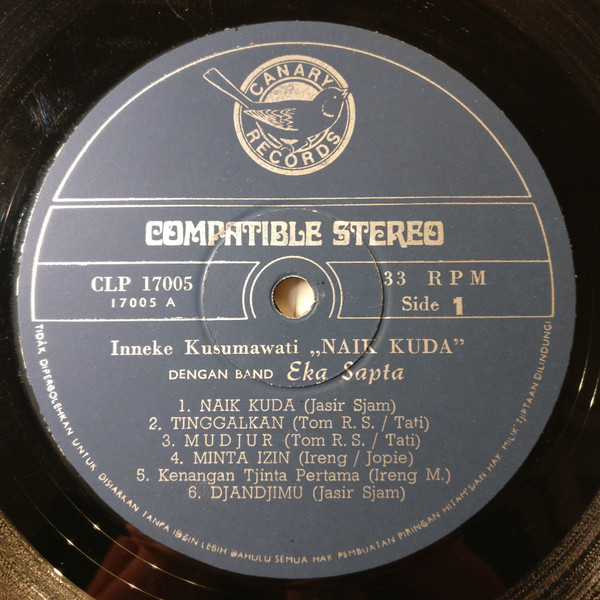 CANARY
RECORDS
COMPATIBLE STEREO
CLP 17005
17005 A
33 RPM
Side 1
Inneke Kusumawati „NAIK KUDA”
DENGAN BAND Eka Sapta
1. NAIK KUDA (Jasir Sjam)
2. TINGGALKAN (Tom R. S. / Tati)
3. MUDJUR (Tom R. S. / Tati)
4. MINTA IZIN (Ireng / Jopie)
5. Kenangan Tjinta Pertama (Ireng M.)
6. DJANDJIMU (Jasir Sjam)
TIDAK DIPERBOLEHKAN UNTUK DISIARKAN TANPA IDSIN LEBIH DAHULU SEMUA HAK PEMBUATAN PIRINGAN HITAM DAN HAK MILIK TJIPTAAN DILINDUNGI